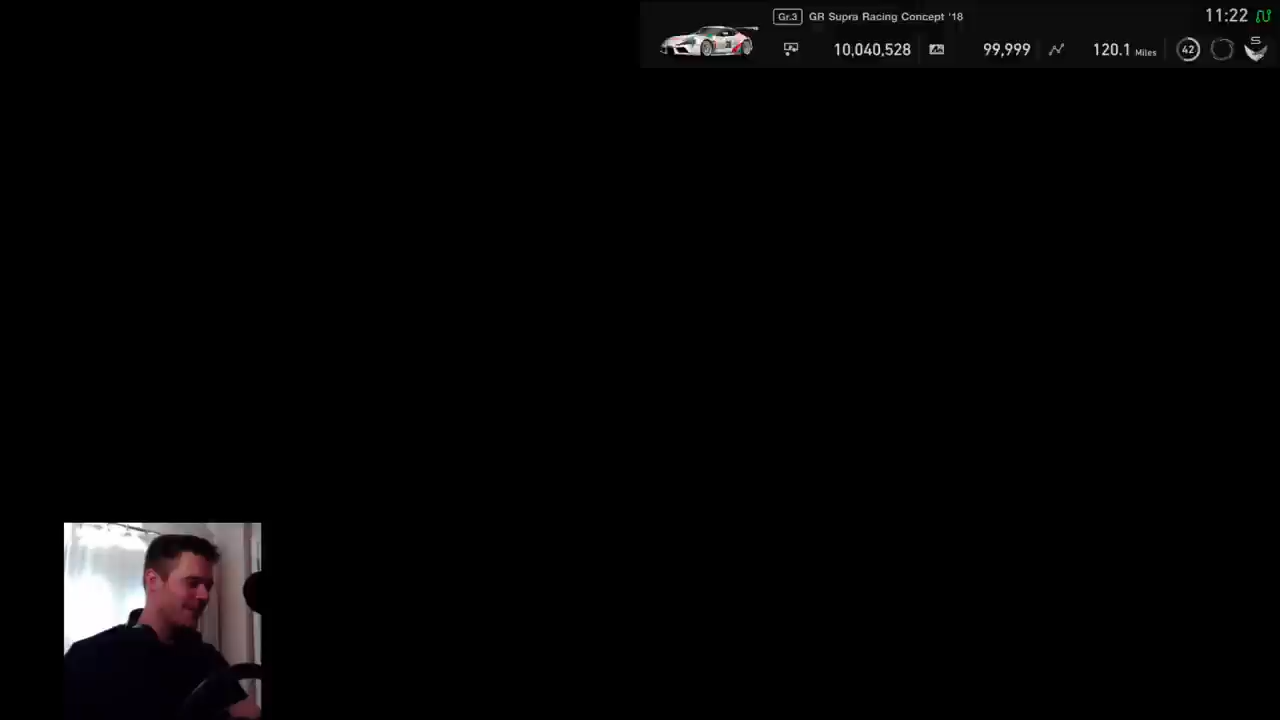 Gr.3 GR Supra Racing Concept '18 11:22
10,040,528 99,999 120.1 Miles 42 S